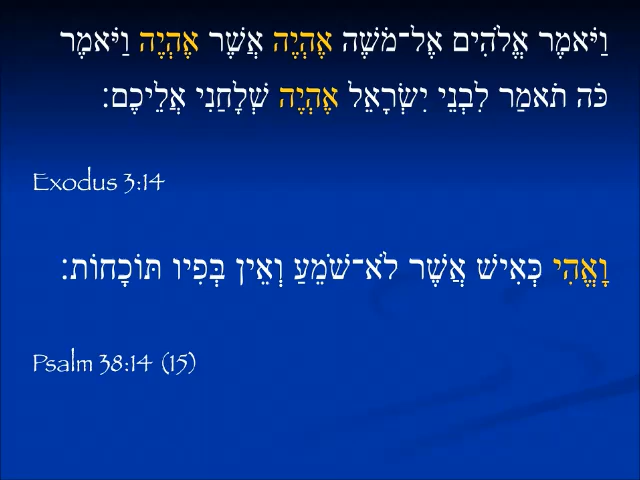 וַיֹּאמֶר אֱלֹהִים אֶל־מֹשֶׁה אֶהְיֶה אֲשֶׁר אֶהְיֶה וַיֹּאמֶר
כֹּה תֹאמַר לִבְנֵי יִשְׂרָאֵל אֶהְיֶה שְׁלָחַנִי אֲלֵיכֶם׃
Exodus 3:14
וָאֱהִי כְּאִישׁ אֲשֶׁר לֹא־שֹׁמֵעַ וְאֵין בְּפִיו תּוֹכָחוֹת׃
Psalm 38:14 (15)